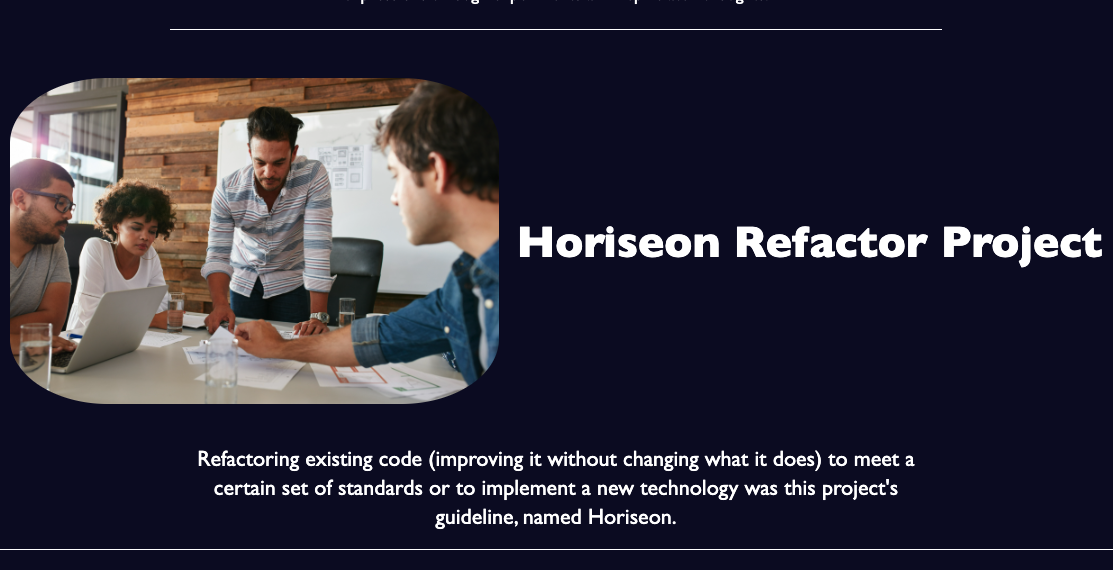 Horiseon Refactor Project
Refactoring existing code (improving it without changing what it does) to meet a
certain set of standards or to implement a new technology was this project's
guideline, named Horiseon.